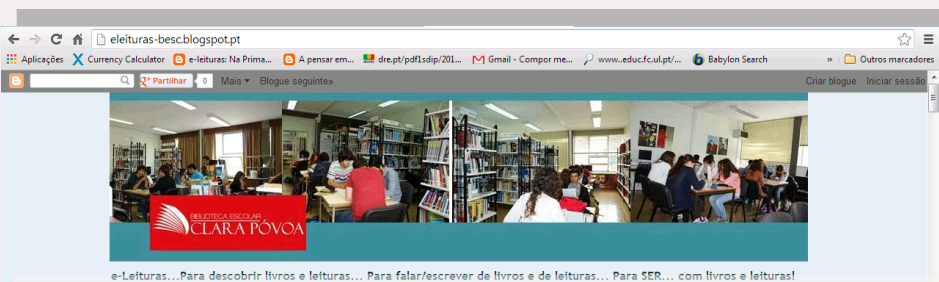 eleituras-besc.blogspot.pt
Aplicações Currency Calculator e-leituras: Na Prima... A pensar em... dre.pt/pdf1sdip/201... Gmail - Compor me... www..educ.fc.ul.pt/... Babylon Search » Outros marcadores
g+ Partilhar 0 Mais Blogue seguinte» Criar blogue Iniciar sessão
BIBLIOTECA ESCOLAR
CLARA PÓVOA
e-Leituras...Para descobrir livros e leituras... Para falar/escrever de livros e de leituras... Para SER... com livros e leituras!